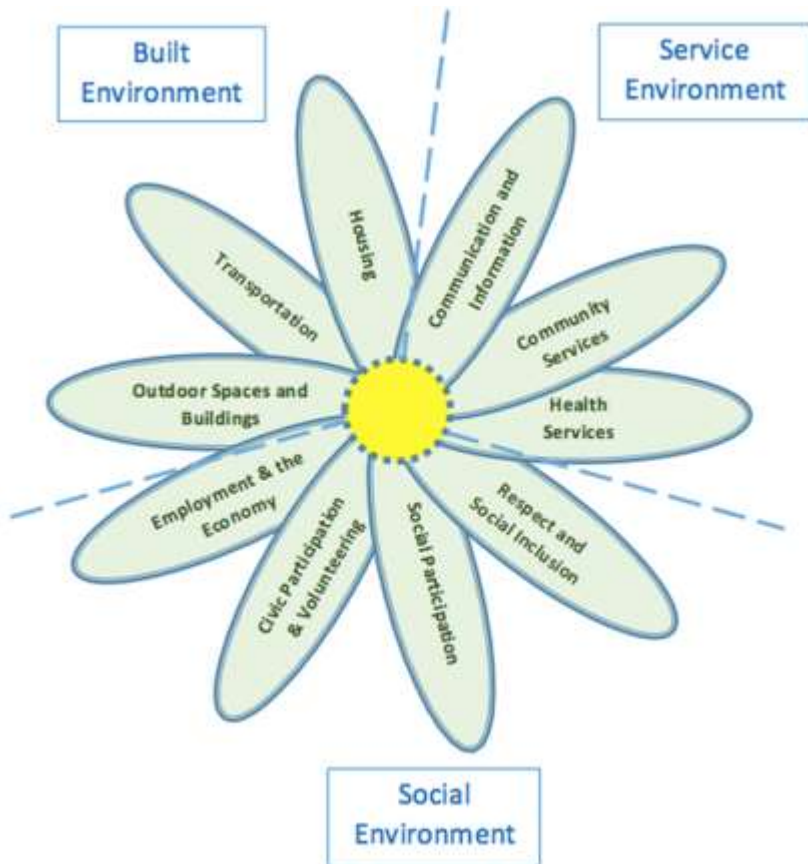 Built
Environment
Service
Environment
Housing
Communication and
Information
Transportation
Community
Services
Outdoor Spaces and
Buildings
Health
Services
Employment & the
Economy
Respect and
Social Inclusion
Civic Participation
& Volunteering
Social Participation
Social
Environment